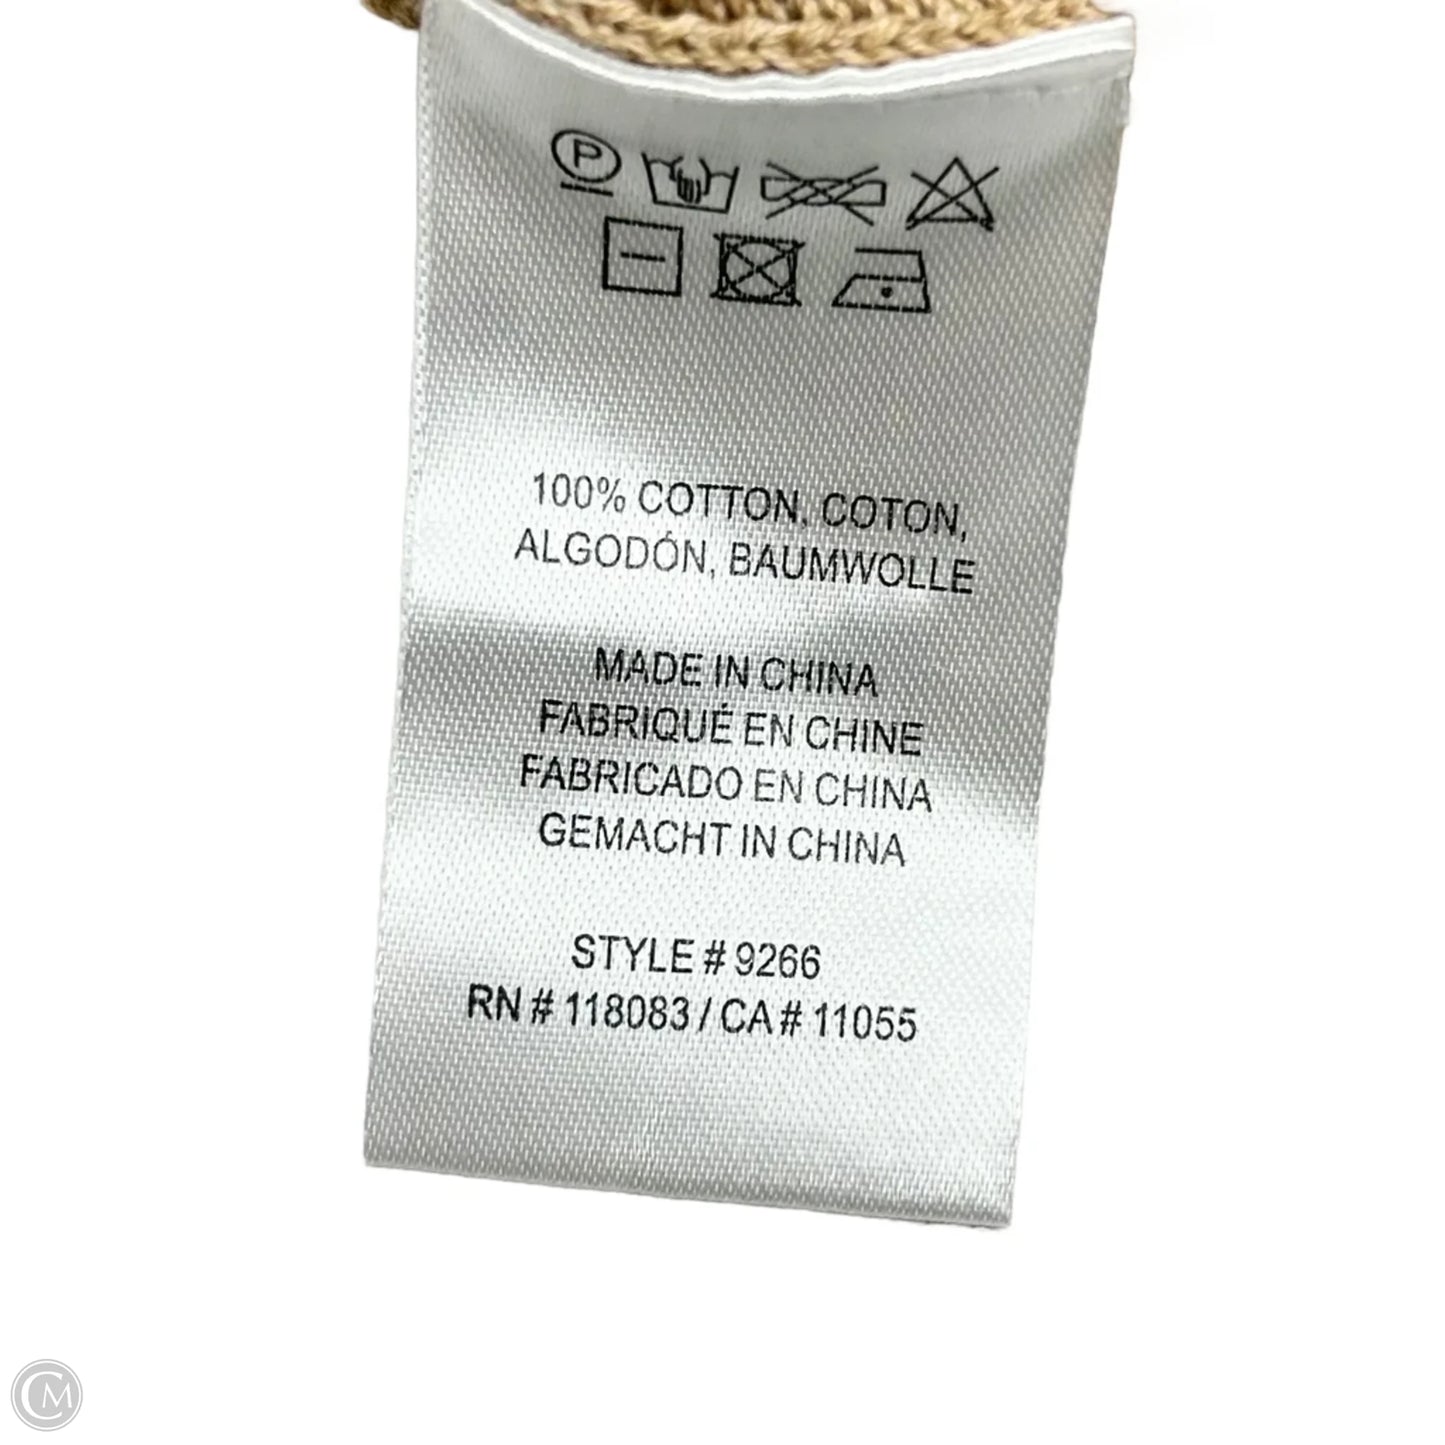 P
100% COTTON, COTON,
ALGODÓN, BAUMWOLLE
MADE IN CHINA
FABRIQUÉ EN CHINE
FABRICADO EN CHINA
GEMACHT IN CHINA
STYLE # 9266
RN # 118083 / CA # 11055
CM